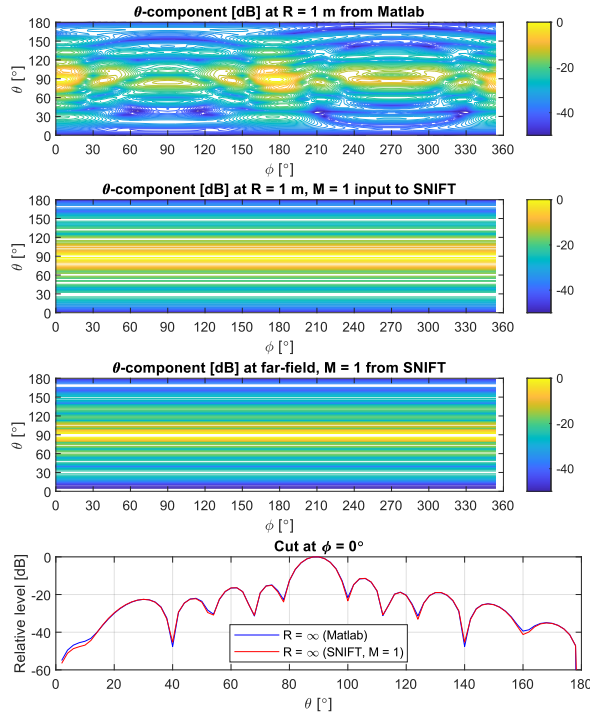 θ-component [dB] at R = 1 m from Matlab
180
150
120
90
60
30
0
θ [°]
0 30 60 90 120 150 180 210 240 270 300 330 360
φ [°]
0
-20
-40
θ-component [dB] at R = 1 m, M = 1 input to SNIFT
180
150
120
90
60
30
0
θ [°]
0 30 60 90 120 150 180 210 240 270 300 330 360
φ [°]
0
-20
-40
θ-component [dB] at far-field, M = 1 from SNIFT
180
150
120
90
60
30
0
θ [°]
0 30 60 90 120 150 180 210 240 270 300 330 360
φ [°]
0
-20
-40
Cut at φ = 0°
0
-20
-40
-60
Relative level [dB]
R = ∞ (Matlab)
R = ∞ (SNIFT, M = 1)
0 20 40 60 80 100 120 140 160 180
θ [°]